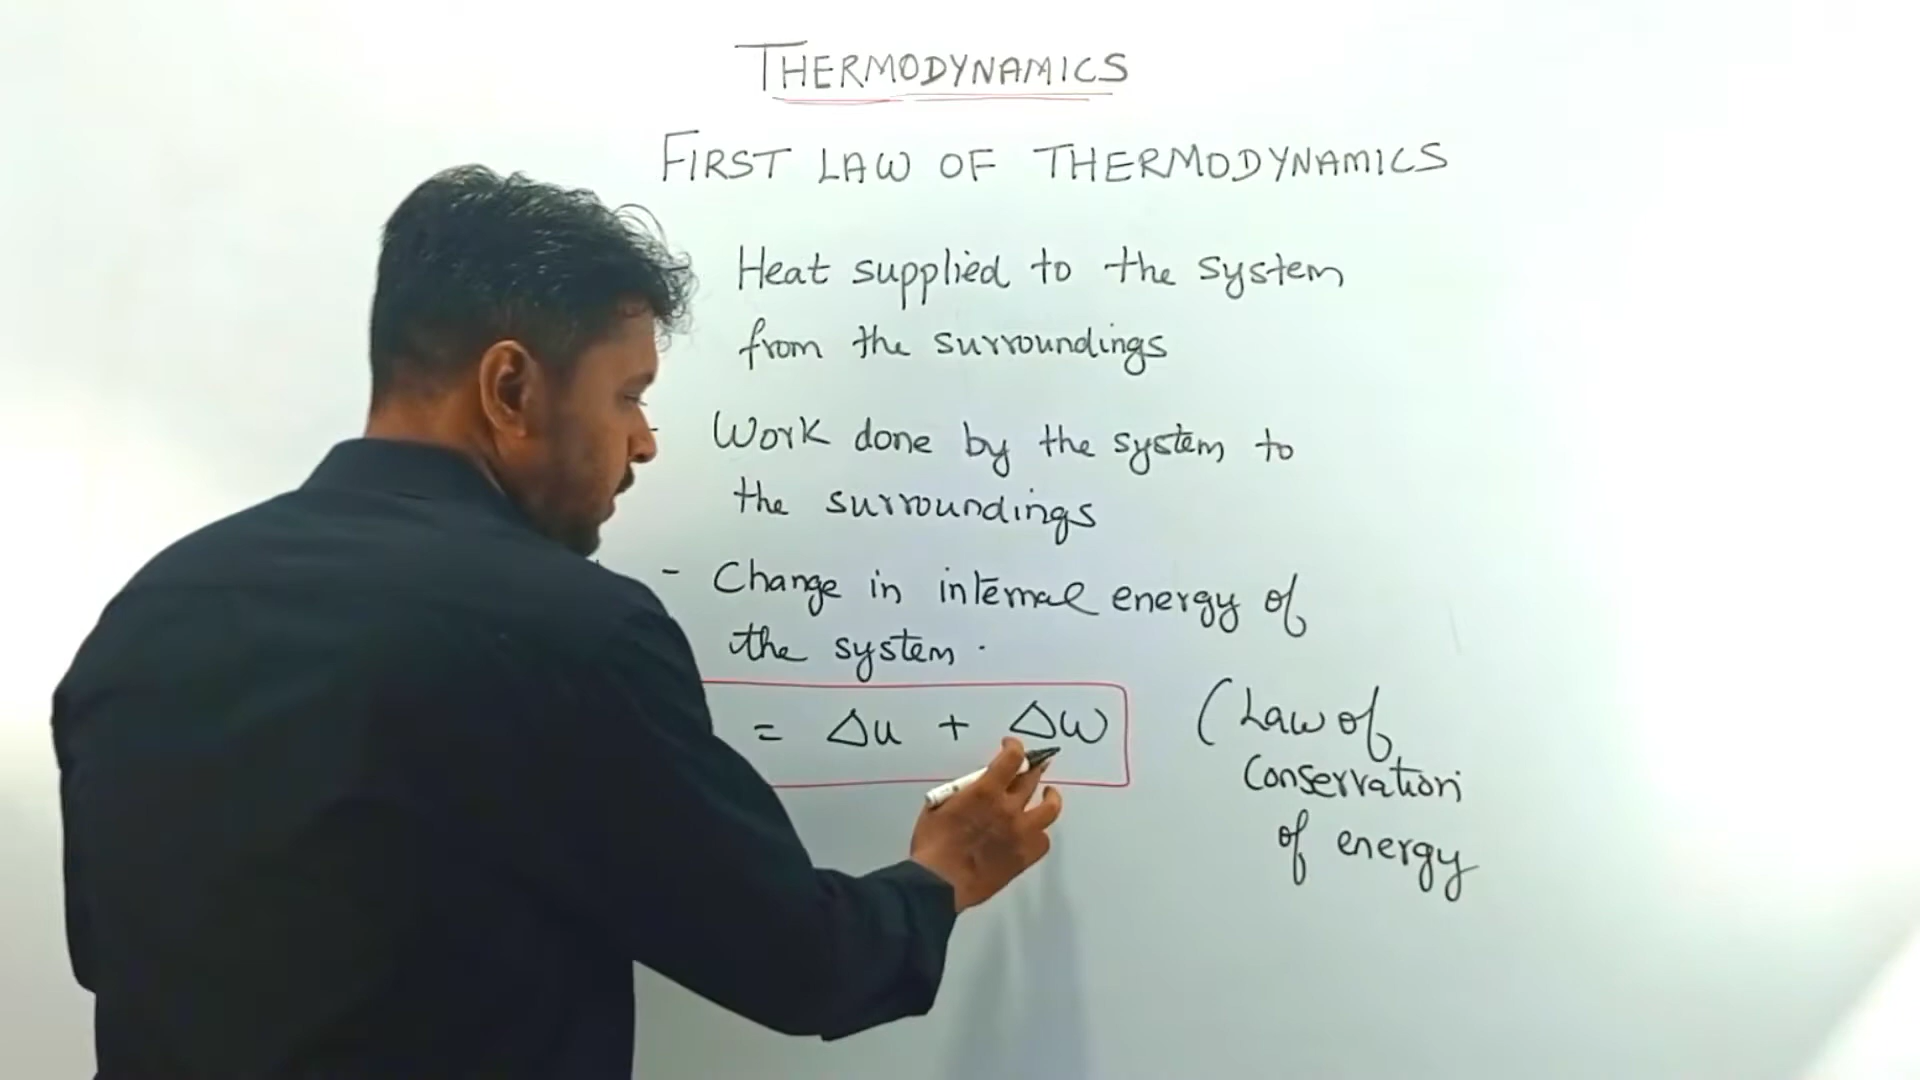 THERMODYNAMICS
FIRST LAW OF THERMODYNAMICS
Heat supplied to the system
from the surroundings
- Work done by the system to
the surroundings
- Change in internal energy of
the system.
= Δu + Δw
(Law of
Conservation
of energy